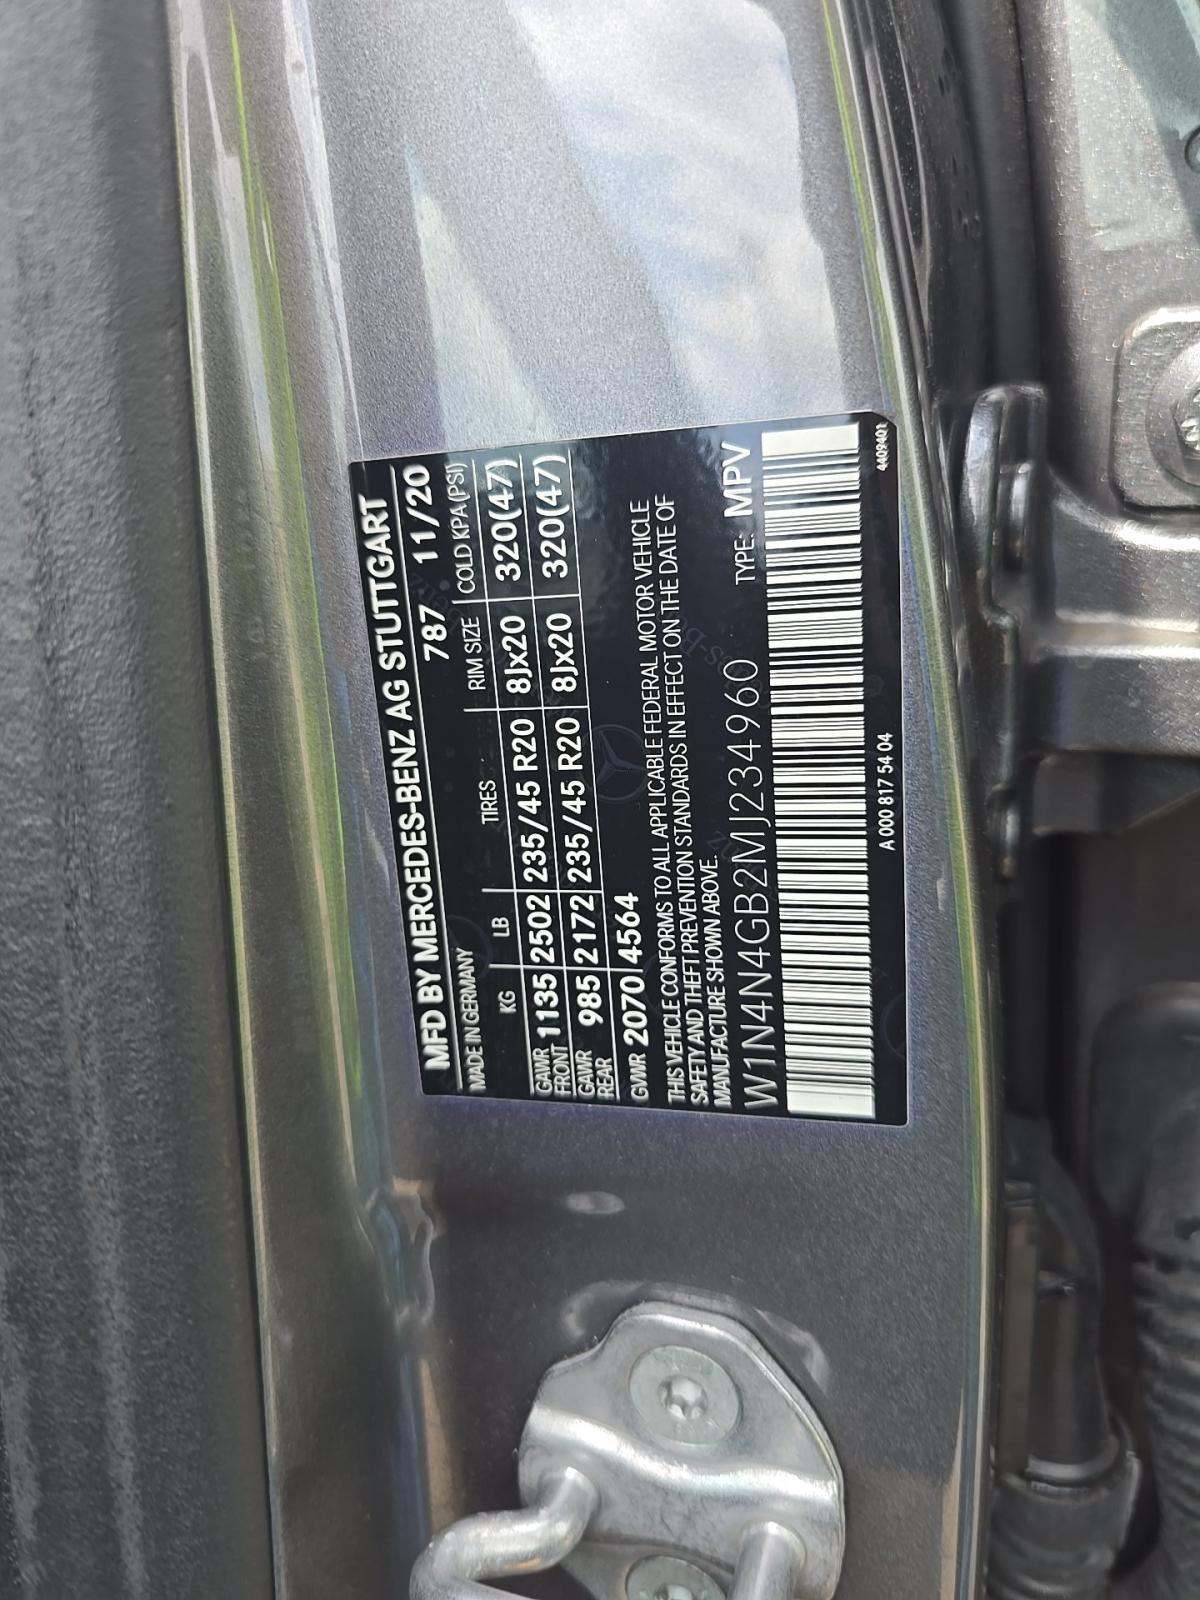 MFD BY MERCEDES-BENZ AG STUTTGART
MADE IN GERMANY 787 11/20
KG LB TIRES RIM SIZE COLD KPA (PSI)
GAWR FRONT 1135 2502 235/45 R20 8Jx20 320(47)
GAWR REAR 985 2172 235/45 R20 8Jx20 320(47)
GVWR 2070 4564
THIS VEHICLE CONFORMS TO ALL APPLICABLE FEDERAL MOTOR VEHICLE
SAFETY AND THEFT PREVENTION STANDARDS IN EFFECT ON THE DATE OF
MANUFACTURE SHOWN ABOVE.
W1N4N4GB2MJ234960 TYPE: MPV
A 000 817 54 04 4409401